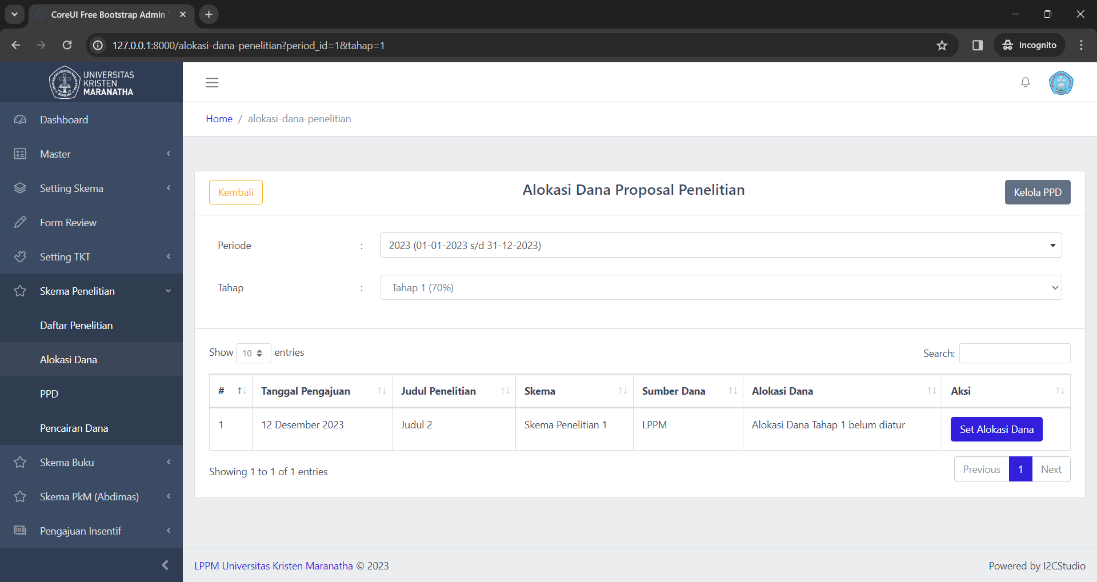 CoreUI Free Bootstrap Admin
127.0.0.1:8000/alokasi-dana-penelitian?period_id=1&tahap=1
Incognito
UNIVERSITAS
KRISTEN
MARANATHA
Dashboard
Master
Setting Skema
Form Review
Setting TKT
Skema Penelitian
Daftar Penelitian
Alokasi Dana
PPD
Pencairan Dana
Skema Buku
Skema PkM (Abdimas)
Pengajuan Insentif
Home / alokasi-dana-penelitian
Kembali
Alokasi Dana Proposal Penelitian
Kelola PPD
Periode : 2023 (01-01-2023 s/d 31-12-2023)
Tahap : Tahap 1 (70%)
Show 10 entries
Search:
# Tanggal Pengajuan Judul Penelitian Skema Sumber Dana Alokasi Dana Aksi
1 12 Desember 2023 Judul 2 Skema Penelitian 1 LPPM Alokasi Dana Tahap 1 belum diatur Set Alokasi Dana
Showing 1 to 1 of 1 entries
Previous 1 Next
LPPM Universitas Kristen Maranatha © 2023
Powered by I2CStudio